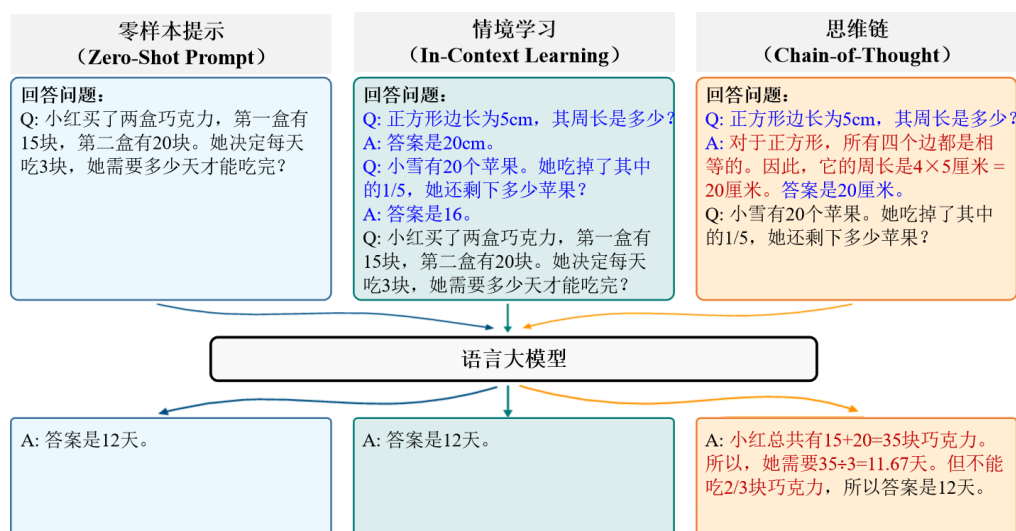 零样本提示
（Zero-Shot Prompt）
情境学习
（In-Context Learning）
思维链
（Chain-of-Thought）
回答问题：
Q: 小红买了两盒巧克力，第一盒有
15块，第二盒有20块。她决定每天
吃3块，她需要多少天才能吃完？
回答问题：
Q: 正方形边长为5cm，其周长是多少？
A: 答案是20cm。
Q: 小雪有20个苹果。她吃掉了其中
的1/5，她还剩下多少苹果？
A: 答案是16。
Q: 小红买了两盒巧克力，第一盒有
15块，第二盒有20块。她决定每天
吃3块，她需要多少天才能吃完？
回答问题：
Q: 正方形边长为5cm，其周长是多少？
A: 对于正方形，所有四个边都是相
等的。因此，它的周长是4×5厘米 =
20厘米。答案是20厘米。
Q: 小雪有20个苹果。她吃掉了其中
的1/5，她还剩下多少苹果？
语言大模型
A: 答案是12天。
A: 答案是12天。
A: 小红总共有15+20=35块巧克力。
所以，她需要35÷3=11.67天。但不能
吃2/3块巧克力，所以答案是12天。